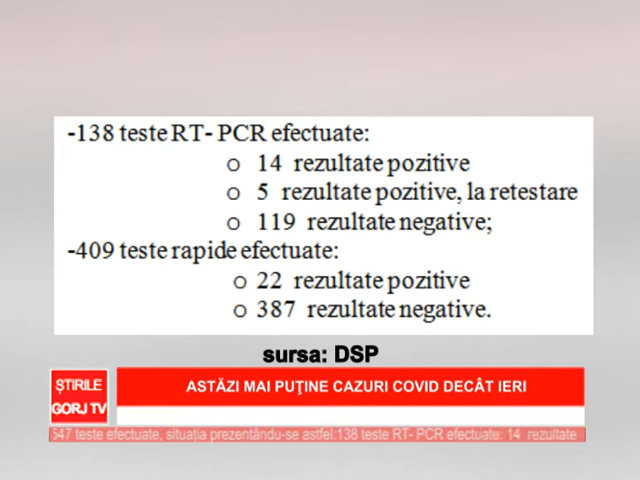 -138 teste RT- PCR efectuate:
o 14 rezultate pozitive
o 5 rezultate pozitive, la retestare
o 119 rezultate negative;
-409 teste rapide efectuate:
o 22 rezultate pozitive
o 387 rezultate negative.
sursa: DSP
ȘTIRILE
GORJ TV
ASTĂZI MAI PUŢINE CAZURI COVID DECÂT IERI
547 teste efectuate, situația prezentându-se astfel:138 teste RT- PCR efectuate: 14 rezultate